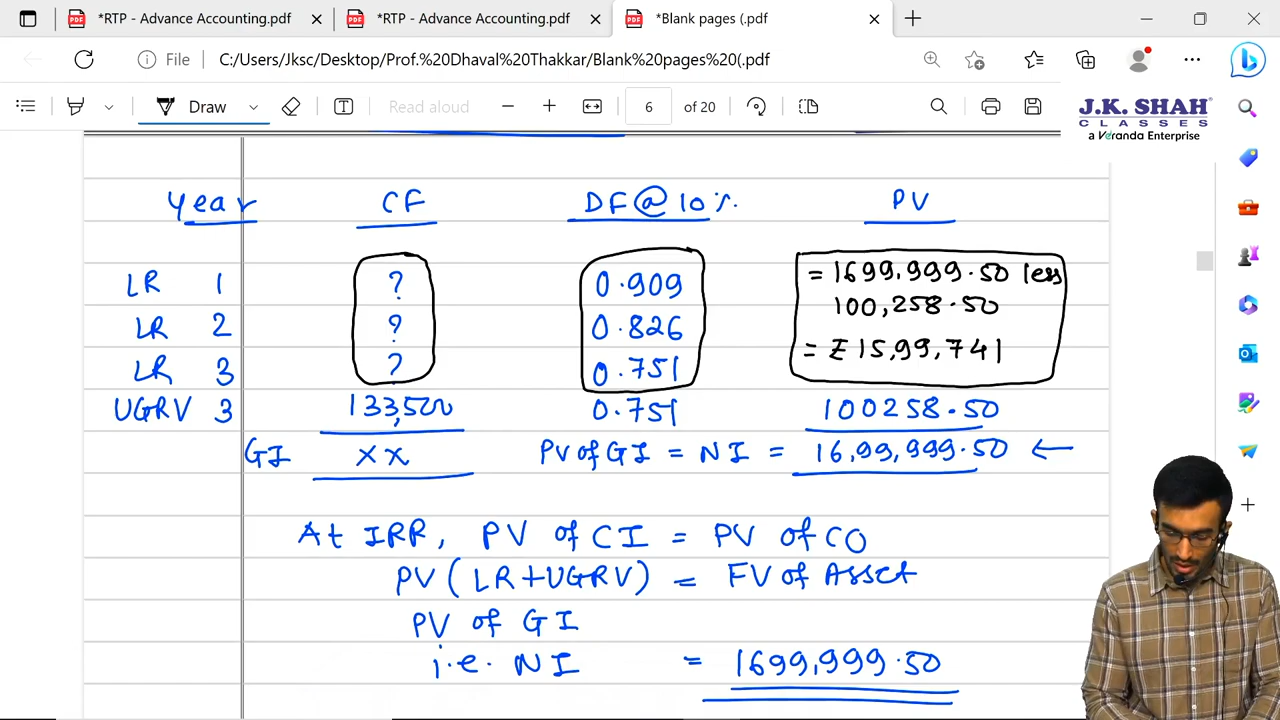 *RTP - Advance Accounting.pdf
*RTP - Advance Accounting.pdf
*Blank pages (.pdf
File
C:/Users/Jksc/Desktop/Prof.%20Dhaval%20Thakkar/Blank%20pages%20(.pdf
Draw
Read aloud
6 of 20
J.K. SHAH®
CLASSES
a Veranda Enterprise
Year CF DF@10%. PV
LR 1 ? 0.909 = 1699,999.50 less
100,258.50
LR 2 ? 0.826
= ₹15,99,741
LR 3 ? 0.751
UGRV 3 133,500 0.751 100258.50
GI XX PV of GI = NI = 16,99,999.50 ←
At IRR, PV of CI = PV of CO
PV (LR+UGRV) = FV of Asset
PV of GI
i.e. NI = 1699,999.50